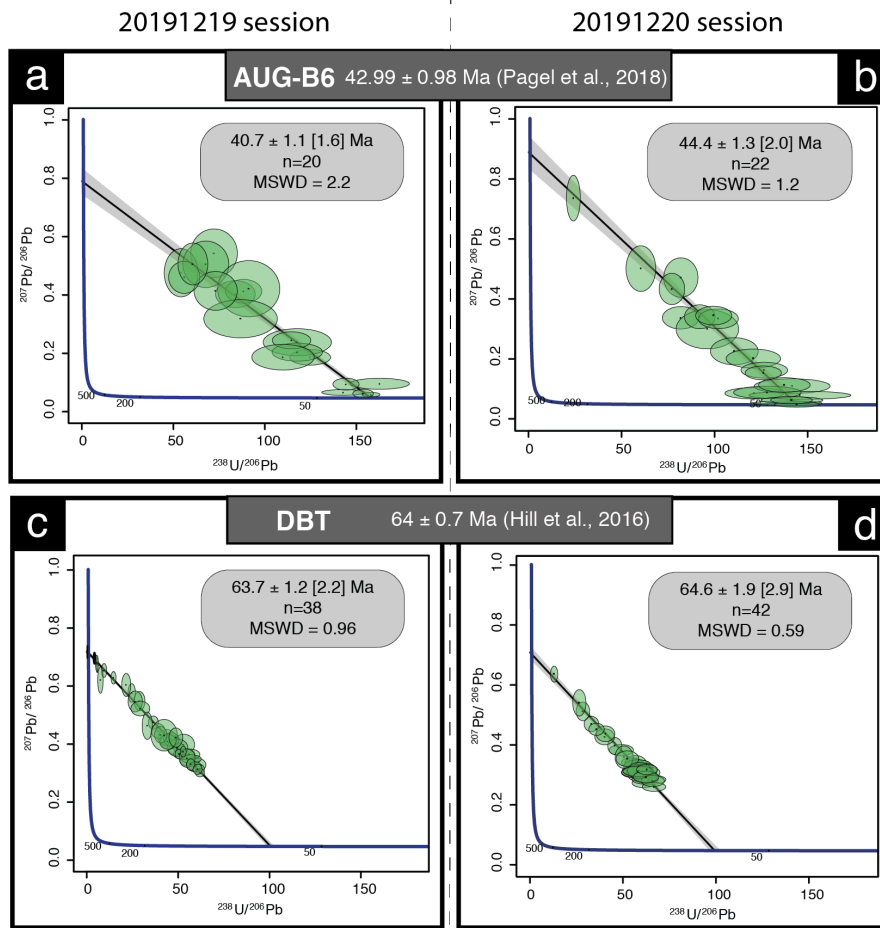 20191219 session
20191220 session
AUG-B6 42.99 ± 0.98 Ma (Pagel et al., 2018)
a
40.7 ± 1.1 [1.6] Ma
n=20
MSWD = 2.2
²⁰⁷Pb/²⁰⁶Pb
1.0
0.8
0.6
0.4
0.2
0.0
500
200
50
0
50
100
150
²³⁸U/²⁰⁶Pb
b
44.4 ± 1.3 [2.0] Ma
n=22
MSWD = 1.2
²⁰⁷Pb/²⁰⁶Pb
1.0
0.8
0.6
0.4
0.2
0.0
500
200
50
0
50
100
150
²³⁸U/²⁰⁶Pb
DBT 64 ± 0.7 Ma (Hill et al., 2016)
c
63.7 ± 1.2 [2.2] Ma
n=38
MSWD = 0.96
²⁰⁷Pb/²⁰⁶Pb
1.0
0.8
0.6
0.4
0.2
0.0
500
200
50
0
50
100
150
²³⁸U/²⁰⁶Pb
d
64.6 ± 1.9 [2.9] Ma
n=42
MSWD = 0.59
²⁰⁷Pb/²⁰⁶Pb
1.0
0.8
0.6
0.4
0.2
0.0
500
200
50
0
50
100
150
²³⁸U/²⁰⁶Pb